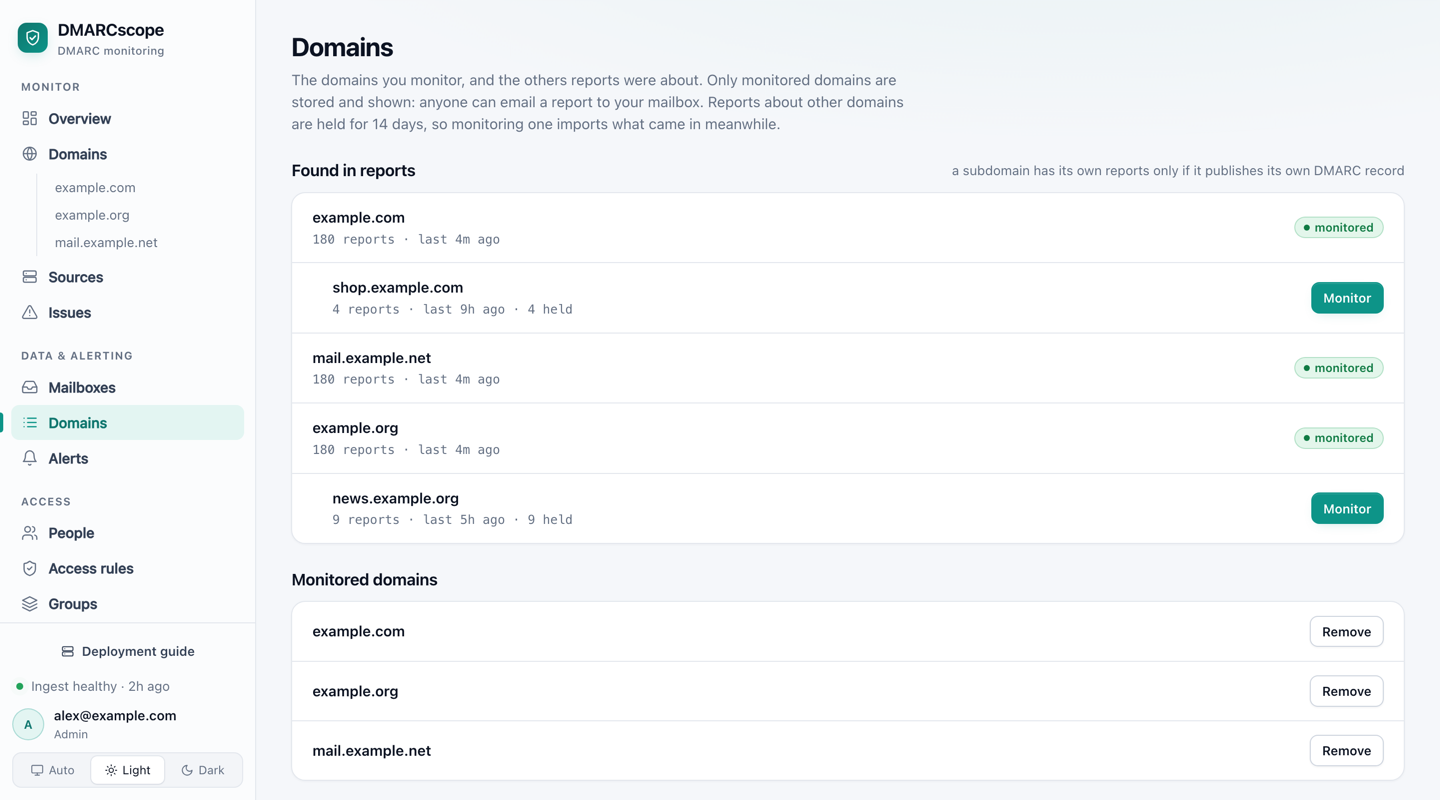 DMARCscope
DMARC monitoring
MONITOR
Overview
Domains
example.com
example.org
mail.example.net
Sources
Issues
DATA & ALERTING
Mailboxes
Domains
Alerts
ACCESS
People
Access rules
Groups
Deployment guide
Ingest healthy · 2h ago
A
alex@example.com
Admin
Auto
Light
Dark
Domains
The domains you monitor, and the others reports were about. Only monitored domains are
stored and shown: anyone can email a report to your mailbox. Reports about other domains
are held for 14 days, so monitoring one imports what came in meanwhile.
Found in reports
a subdomain has its own reports only if it publishes its own DMARC record
example.com
180 reports · last 4m ago
monitored
shop.example.com
4 reports · last 9h ago · 4 held
Monitor
mail.example.net
180 reports · last 4m ago
monitored
example.org
180 reports · last 4m ago
monitored
news.example.org
9 reports · last 5h ago · 9 held
Monitor
Monitored domains
example.com
Remove
example.org
Remove
mail.example.net
Remove